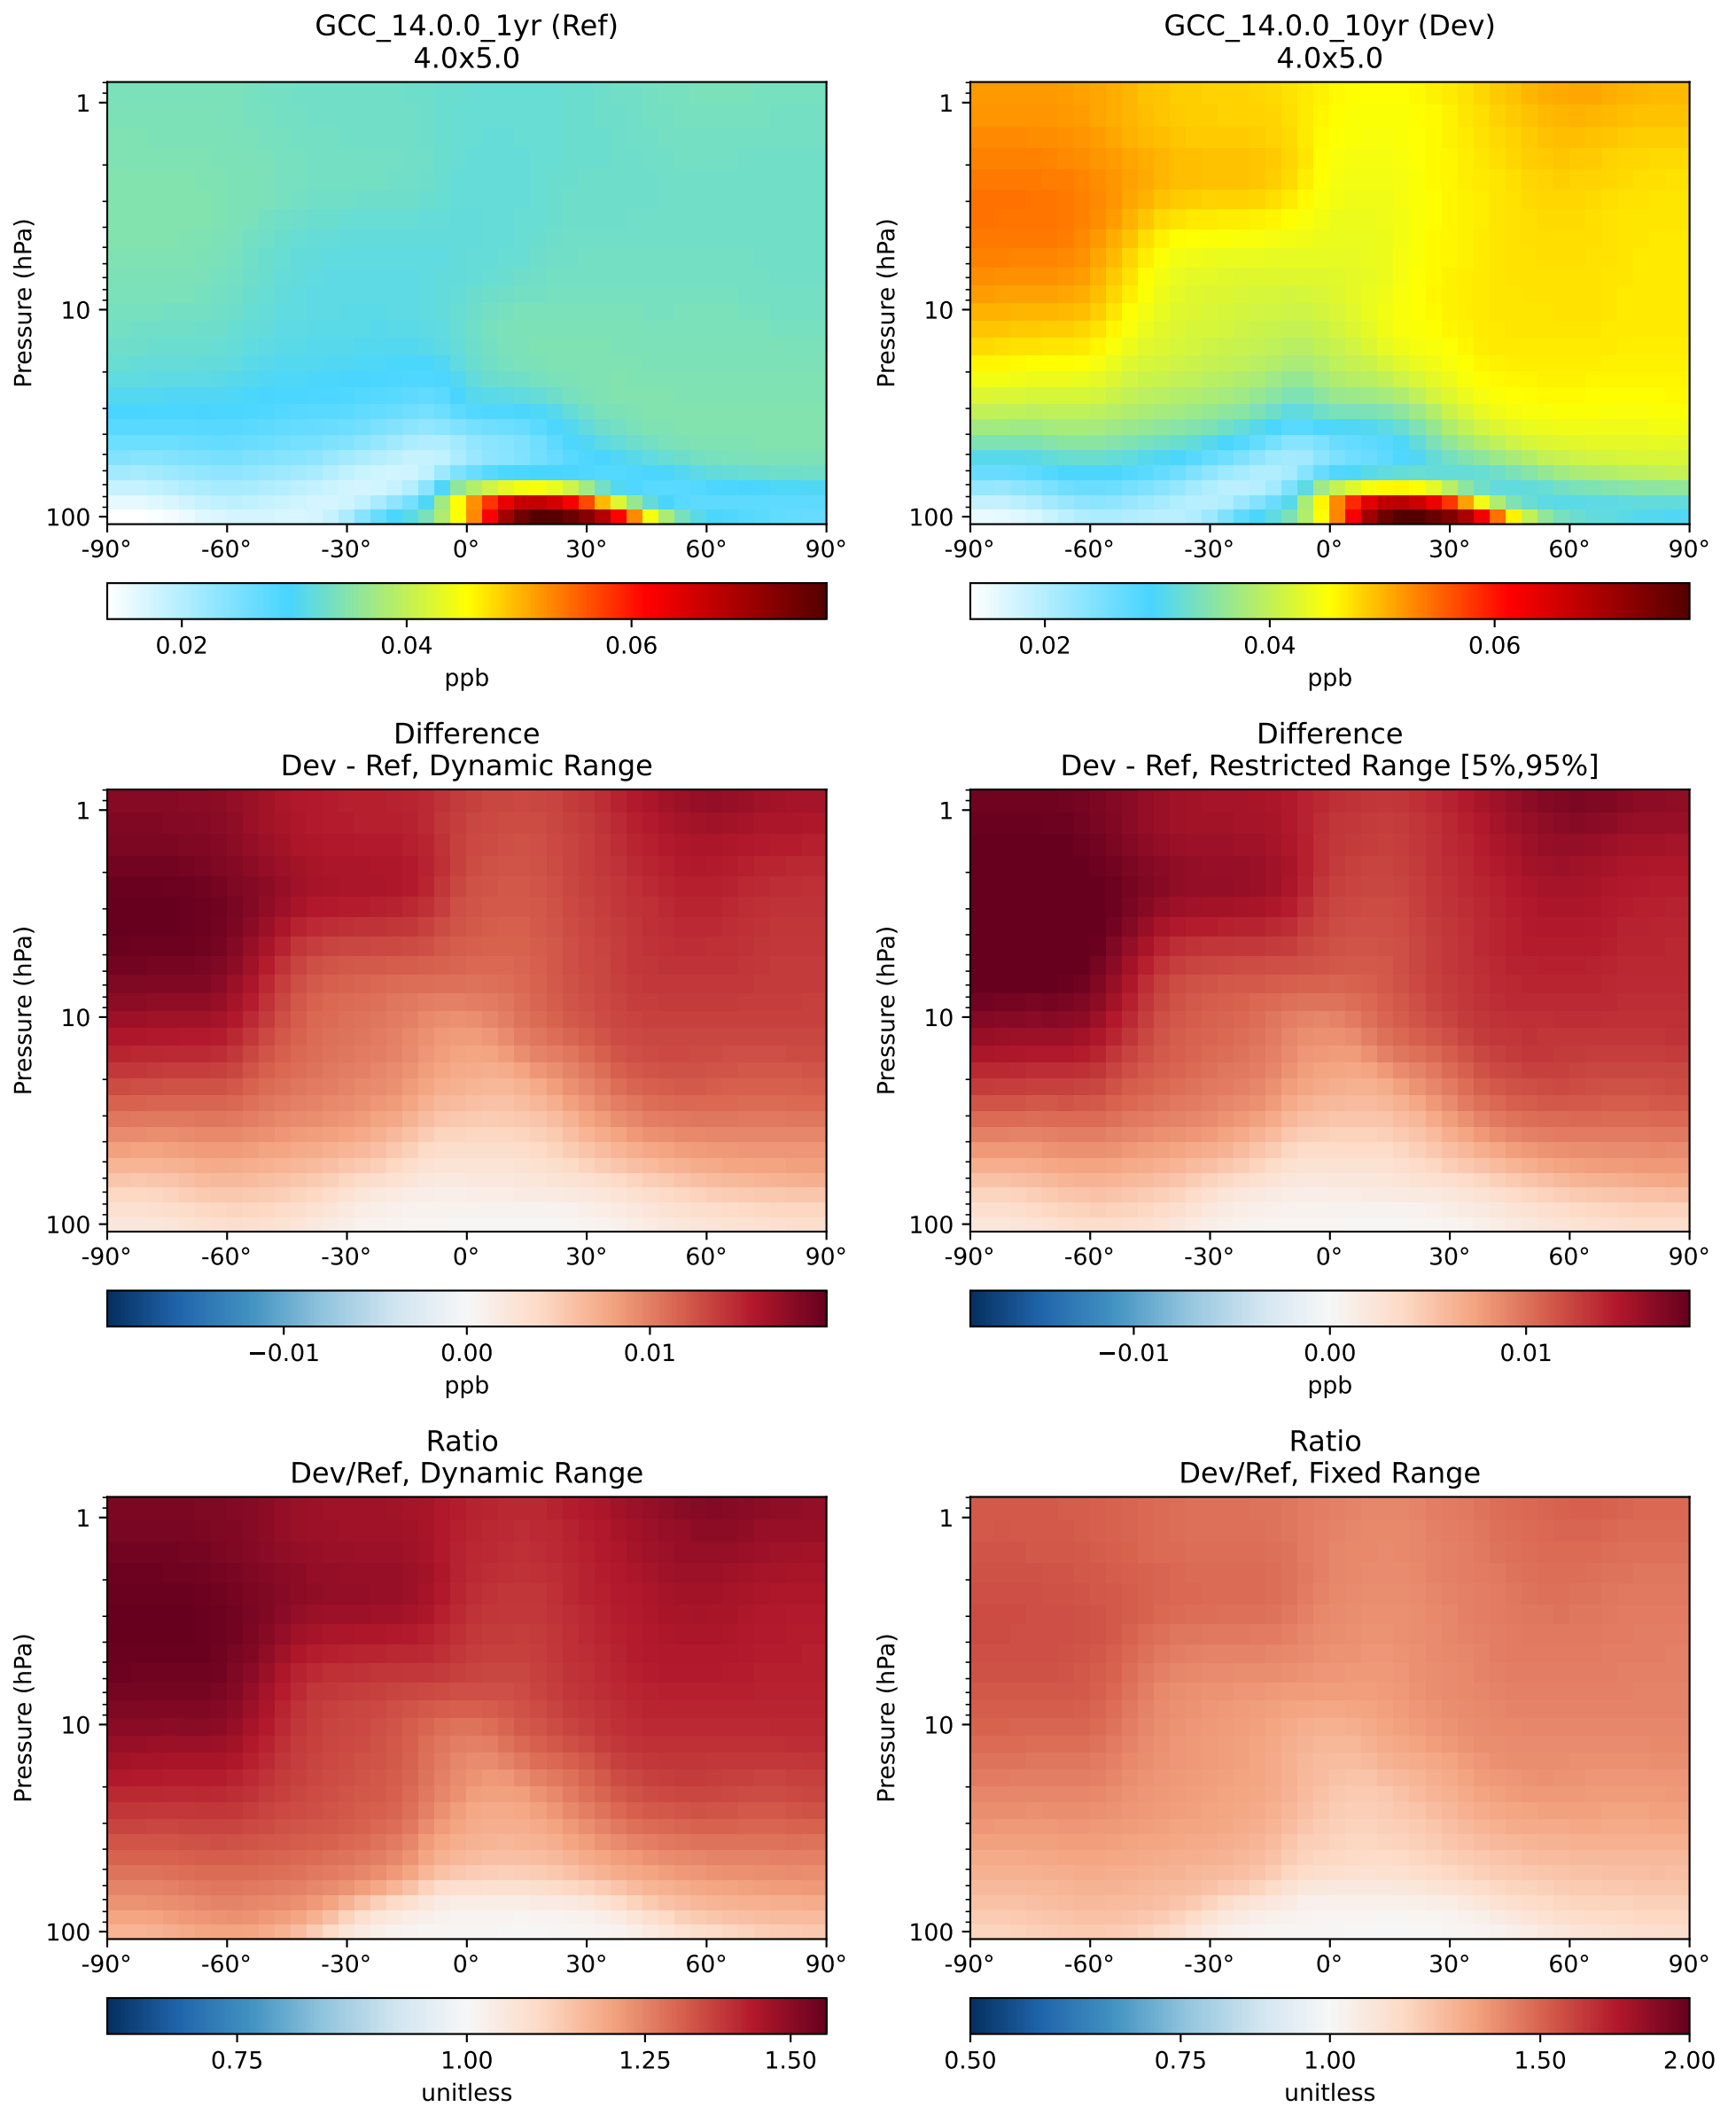 GCC_14.0.0_1yr (Ref)
4.0x5.0
GCC_14.0.0_10yr (Dev)
4.0x5.0
Pressure (hPa)
1
10
100
-90° -60° -30° 0° 30° 60° 90°
0.02 0.04 0.06
ppb
Pressure (hPa)
1
10
100
-90° -60° -30° 0° 30° 60° 90°
0.02 0.04 0.06
ppb
Difference
Dev - Ref, Dynamic Range
Difference
Dev - Ref, Restricted Range [5%,95%]
Pressure (hPa)
1
10
100
-90° -60° -30° 0° 30° 60° 90°
−0.01 0.00 0.01
ppb
Pressure (hPa)
1
10
100
-90° -60° -30° 0° 30° 60° 90°
−0.01 0.00 0.01
ppb
Ratio
Dev/Ref, Dynamic Range
Ratio
Dev/Ref, Fixed Range
Pressure (hPa)
1
10
100
-90° -60° -30° 0° 30° 60° 90°
0.75 1.00 1.25 1.50
unitless
Pressure (hPa)
1
10
100
-90° -60° -30° 0° 30° 60° 90°
0.50 0.75 1.00 1.50 2.00
unitless